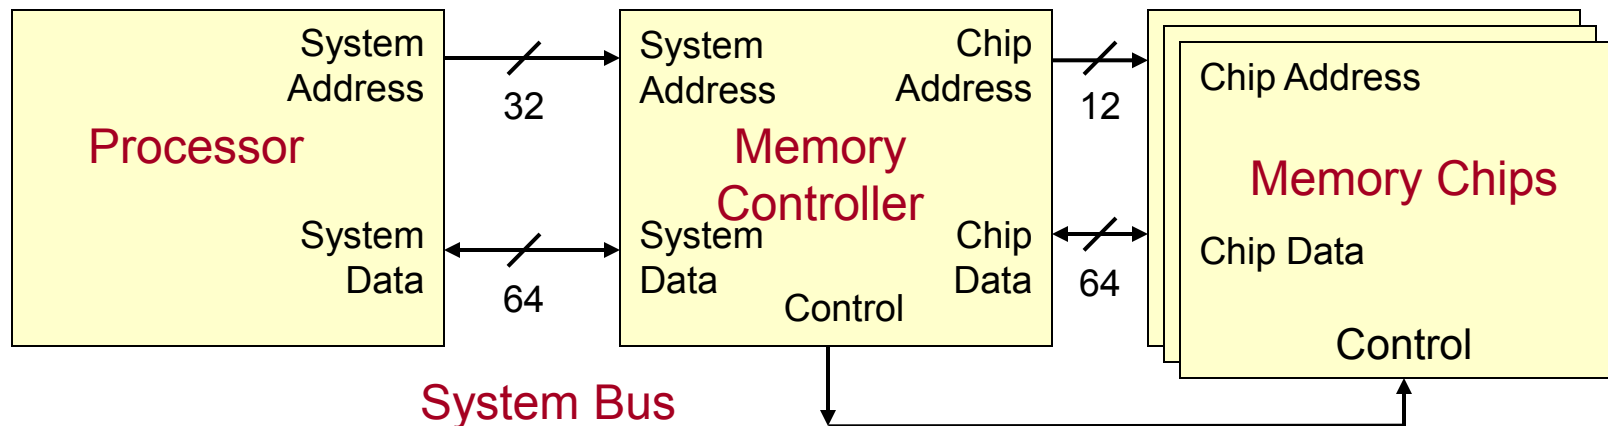 System
Address
32
Processor
System
Data
64
System
Address
Chip
Address
Memory
Controller
System
Data
Chip
Data
Control
12
64
Chip Address
Memory Chips
Chip Data
Control
System Bus